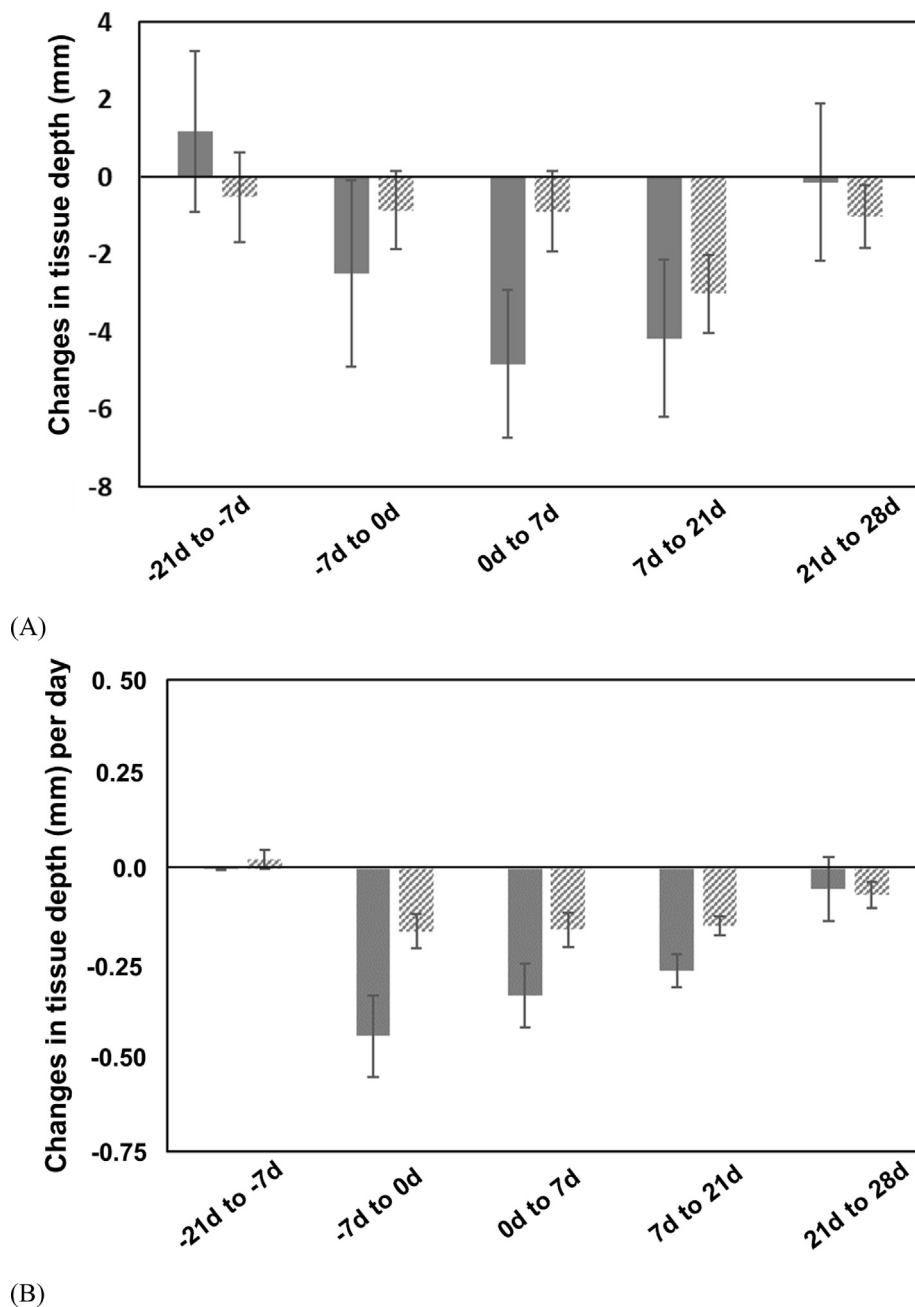 Changes in tissue depth (mm)
4
2
0
-2
-4
-6
-8
-21d to -7d
-7d to 0d
0d to 7d
7d to 21d
21d to 28d
(A)
Changes in tissue depth (mm) per day
0. 50
0.25
0.0
-0.25
-0.50
-0.75
-21d to -7d
-7d to 0d
0d to 7d
7d to 21d
21d to 28d
(B)